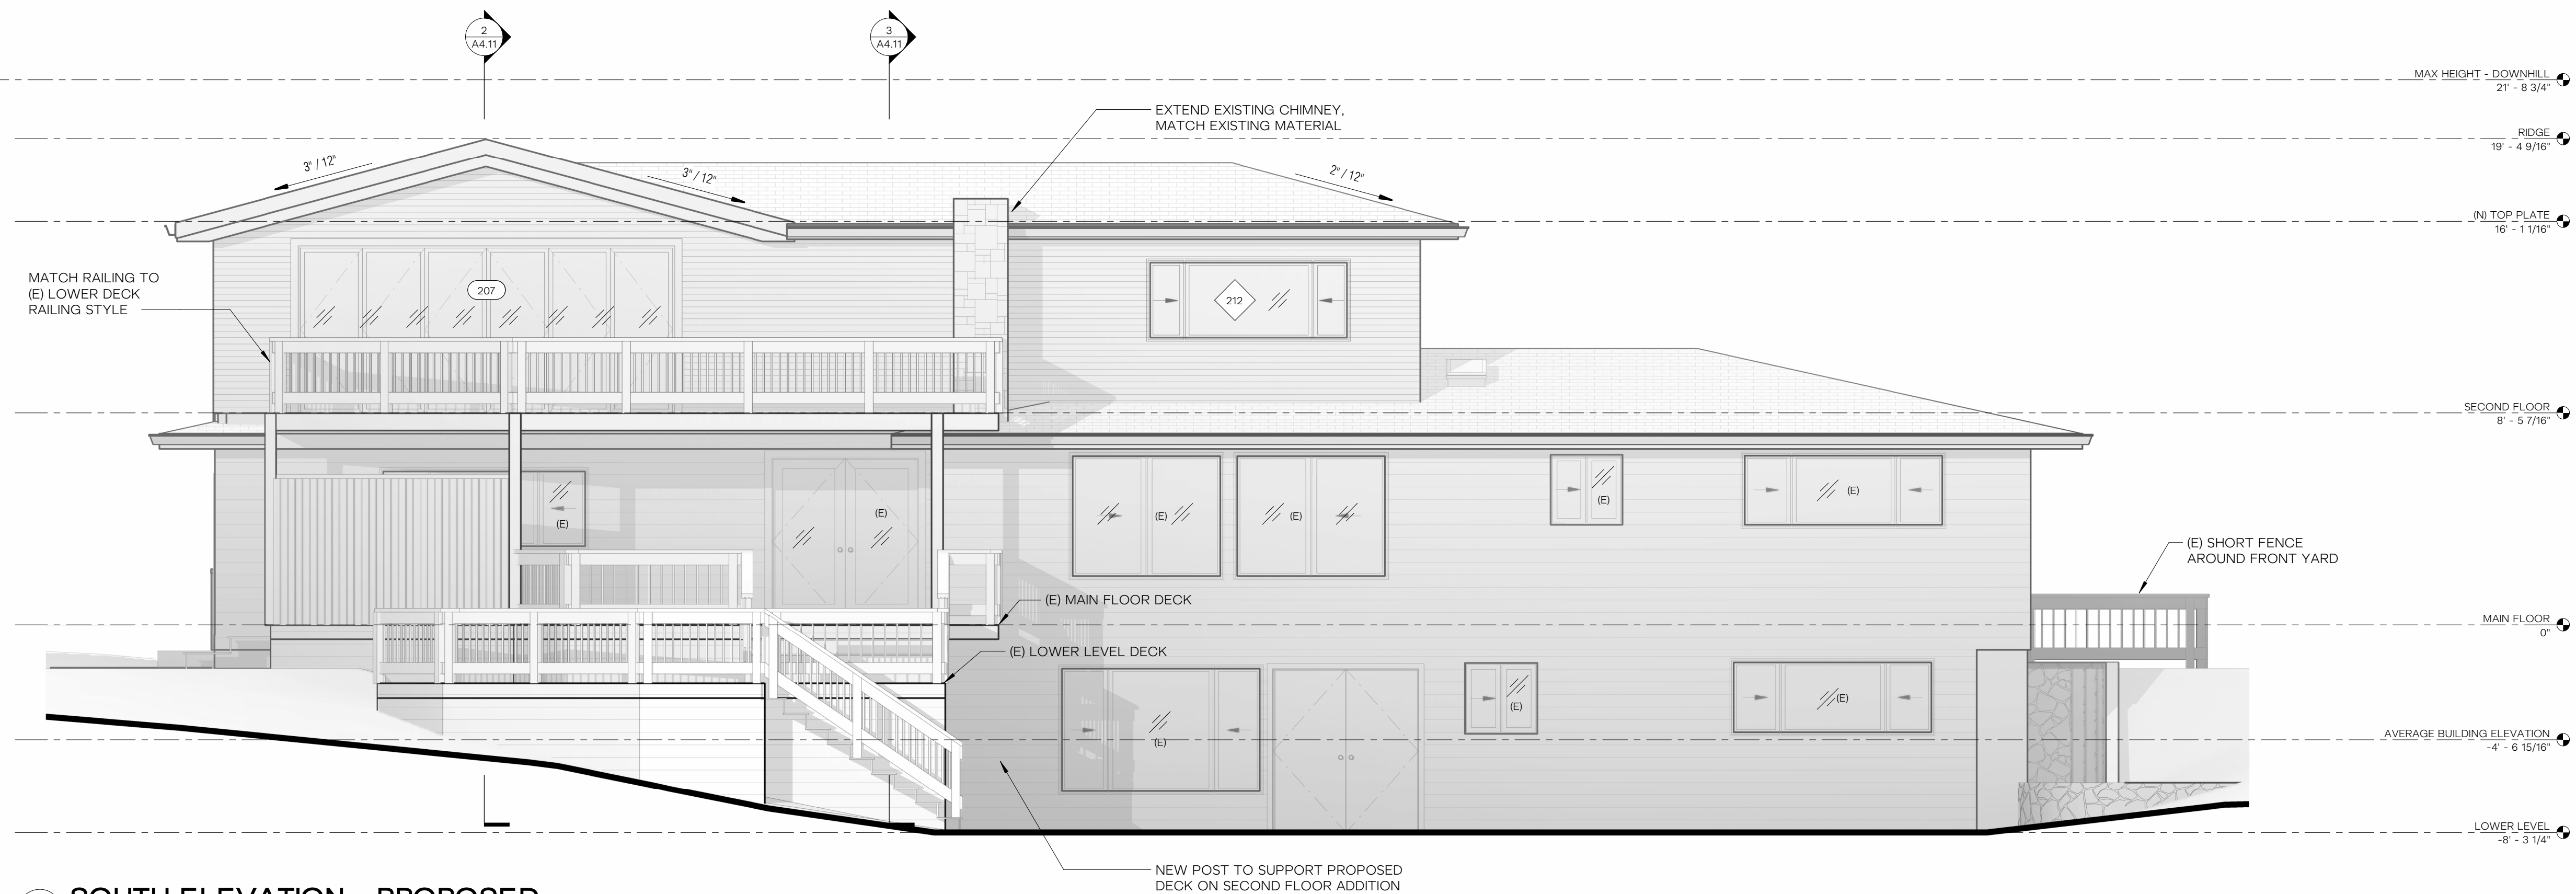 2
A4.11
3
A4.11
MAX HEIGHT - DOWNHILL
21' - 8 3/4"
EXTEND EXISTING CHIMNEY,
MATCH EXISTING MATERIAL
RIDGE
19' - 4 9/16"
3" / 12"
3" / 12"
2" / 12"
(N) TOP PLATE
16' - 1 1/16"
MATCH RAILING TO
(E) LOWER DECK
RAILING STYLE
207
212
SECOND FLOOR
8' - 5 7/16"
(E)
(E)
(E)
(E)
(E)
(E)
(E) SHORT FENCE
AROUND FRONT YARD
(E) MAIN FLOOR DECK
MAIN FLOOR
0"
(E) LOWER LEVEL DECK
(E)
(E)
(E)
AVERAGE BUILDING ELEVATION
-4' - 6 15/16"
LOWER LEVEL
-8' - 3 1/4"
NEW POST TO SUPPORT PROPOSED
DECK ON SECOND FLOOR ADDITION
SOUTH ELEVATION - PROPOSED